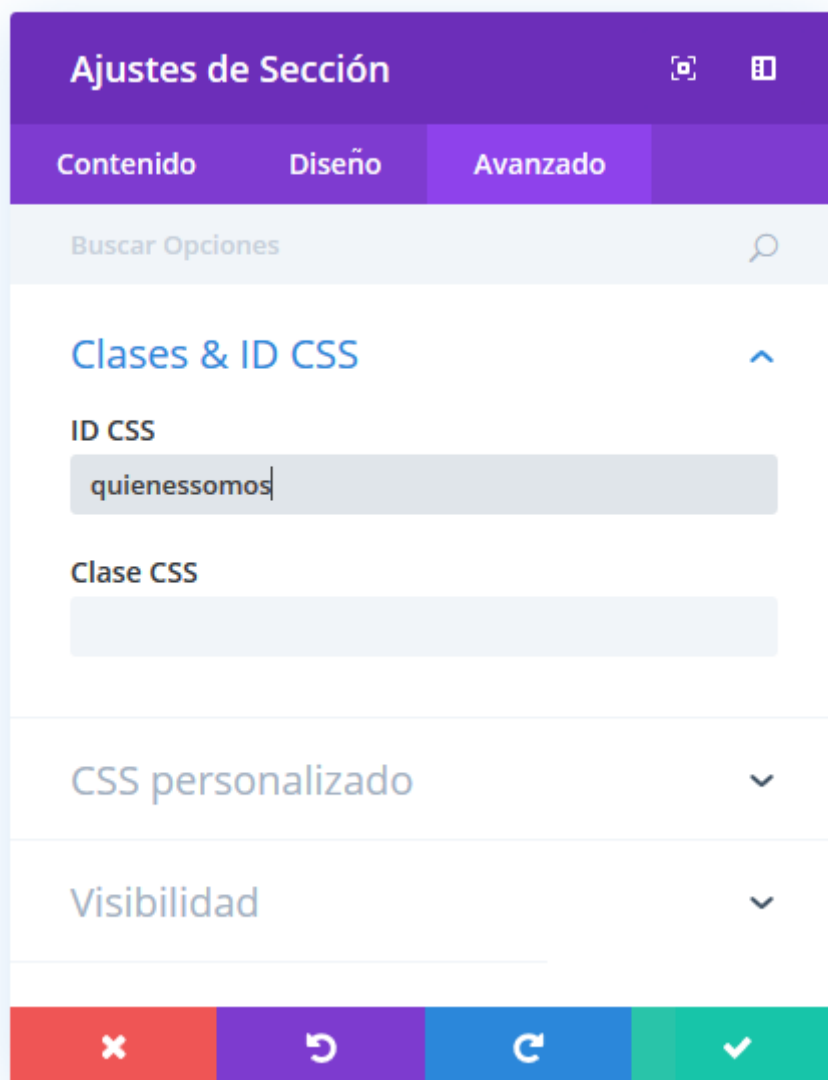 Ajustes de Sección
Contenido Diseño Avanzado
Buscar Opciones
Clases & ID CSS
ID CSS
quienessomos
Clase CSS
CSS personalizado
Visibilidad